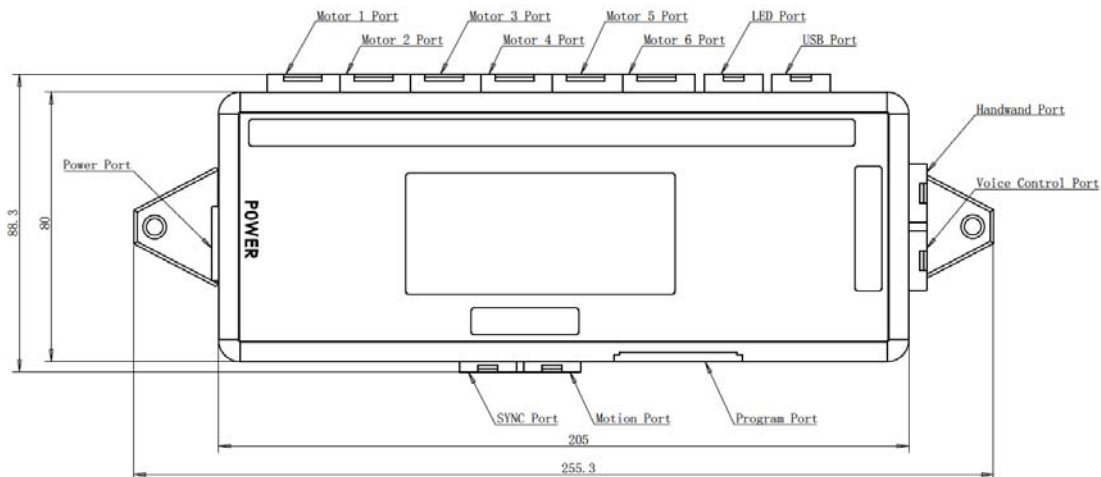 Motor 1 Port
Motor 3 Port
Motor 5 Port
LED Port
Motor 2 Port
Motor 4 Port
Motor 6 Port
USB Port
Handwand Port
Power Port
Voice Control Port
POWER
88.3
80
SYNC Port
Motion Port
Program Port
205
255.3